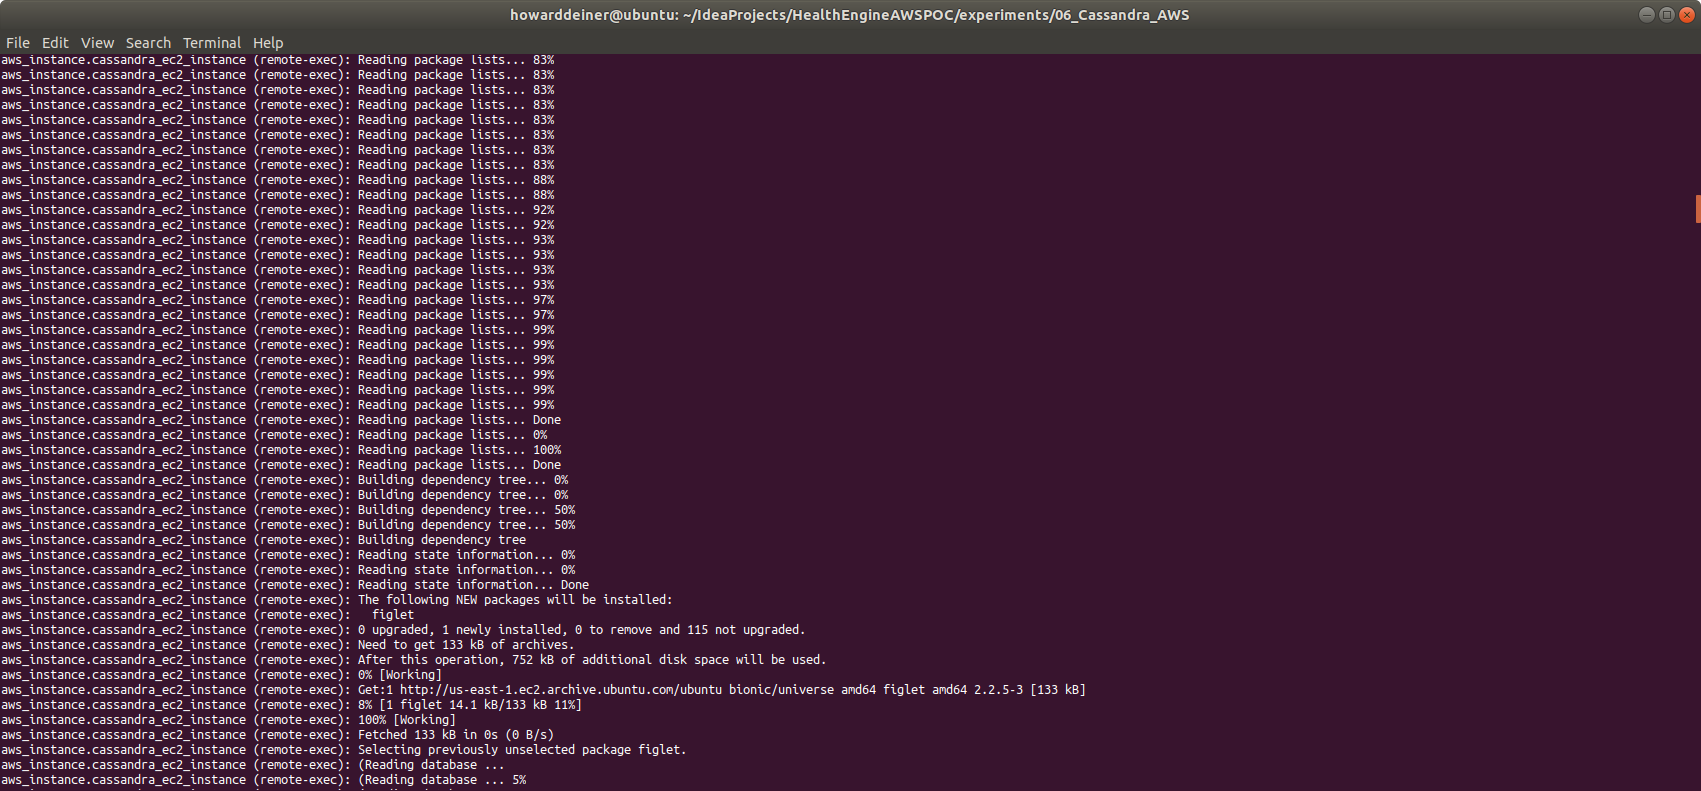 howarddeiner@ubuntu: ~/IdeaProjects/HealthEngineAWSPOC/experiments/06_Cassandra_AWS
File Edit View Search Terminal Help
aws_instance.cassandra_ec2_instance (remote-exec): Reading package lists... 83%
aws_instance.cassandra_ec2_instance (remote-exec): Reading package lists... 83%
aws_instance.cassandra_ec2_instance (remote-exec): Reading package lists... 83%
aws_instance.cassandra_ec2_instance (remote-exec): Reading package lists... 83%
aws_instance.cassandra_ec2_instance (remote-exec): Reading package lists... 83%
aws_instance.cassandra_ec2_instance (remote-exec): Reading package lists... 83%
aws_instance.cassandra_ec2_instance (remote-exec): Reading package lists... 83%
aws_instance.cassandra_ec2_instance (remote-exec): Reading package lists... 83%
aws_instance.cassandra_ec2_instance (remote-exec): Reading package lists... 88%
aws_instance.cassandra_ec2_instance (remote-exec): Reading package lists... 88%
aws_instance.cassandra_ec2_instance (remote-exec): Reading package lists... 92%
aws_instance.cassandra_ec2_instance (remote-exec): Reading package lists... 92%
aws_instance.cassandra_ec2_instance (remote-exec): Reading package lists... 93%
aws_instance.cassandra_ec2_instance (remote-exec): Reading package lists... 93%
aws_instance.cassandra_ec2_instance (remote-exec): Reading package lists... 93%
aws_instance.cassandra_ec2_instance (remote-exec): Reading package lists... 93%
aws_instance.cassandra_ec2_instance (remote-exec): Reading package lists... 97%
aws_instance.cassandra_ec2_instance (remote-exec): Reading package lists... 97%
aws_instance.cassandra_ec2_instance (remote-exec): Reading package lists... 99%
aws_instance.cassandra_ec2_instance (remote-exec): Reading package lists... 99%
aws_instance.cassandra_ec2_instance (remote-exec): Reading package lists... 99%
aws_instance.cassandra_ec2_instance (remote-exec): Reading package lists... 99%
aws_instance.cassandra_ec2_instance (remote-exec): Reading package lists... 99%
aws_instance.cassandra_ec2_instance (remote-exec): Reading package lists... 99%
aws_instance.cassandra_ec2_instance (remote-exec): Reading package lists... Done
aws_instance.cassandra_ec2_instance (remote-exec): Reading package lists... 0%
aws_instance.cassandra_ec2_instance (remote-exec): Reading package lists... 100%
aws_instance.cassandra_ec2_instance (remote-exec): Reading package lists... Done
aws_instance.cassandra_ec2_instance (remote-exec): Building dependency tree... 0%
aws_instance.cassandra_ec2_instance (remote-exec): Building dependency tree... 0%
aws_instance.cassandra_ec2_instance (remote-exec): Building dependency tree... 50%
aws_instance.cassandra_ec2_instance (remote-exec): Building dependency tree... 50%
aws_instance.cassandra_ec2_instance (remote-exec): Building dependency tree
aws_instance.cassandra_ec2_instance (remote-exec): Reading state information... 0%
aws_instance.cassandra_ec2_instance (remote-exec): Reading state information... 0%
aws_instance.cassandra_ec2_instance (remote-exec): Reading state information... Done
aws_instance.cassandra_ec2_instance (remote-exec): The following NEW packages will be installed:
aws_instance.cassandra_ec2_instance (remote-exec):   figlet
aws_instance.cassandra_ec2_instance (remote-exec): 0 upgraded, 1 newly installed, 0 to remove and 115 not upgraded.
aws_instance.cassandra_ec2_instance (remote-exec): Need to get 133 kB of archives.
aws_instance.cassandra_ec2_instance (remote-exec): After this operation, 752 kB of additional disk space will be used.
aws_instance.cassandra_ec2_instance (remote-exec): 0% [Working]
aws_instance.cassandra_ec2_instance (remote-exec): Get:1 http://us-east-1.ec2.archive.ubuntu.com/ubuntu bionic/universe amd64 figlet amd64 2.2.5-3 [133 kB]
aws_instance.cassandra_ec2_instance (remote-exec): 8% [1 figlet 14.1 kB/133 kB 11%]
aws_instance.cassandra_ec2_instance (remote-exec): 100% [Working]
aws_instance.cassandra_ec2_instance (remote-exec): Fetched 133 kB in 0s (0 B/s)
aws_instance.cassandra_ec2_instance (remote-exec): Selecting previously unselected package figlet.
aws_instance.cassandra_ec2_instance (remote-exec): (Reading database ...
aws_instance.cassandra_ec2_instance (remote-exec): (Reading database ... 5%